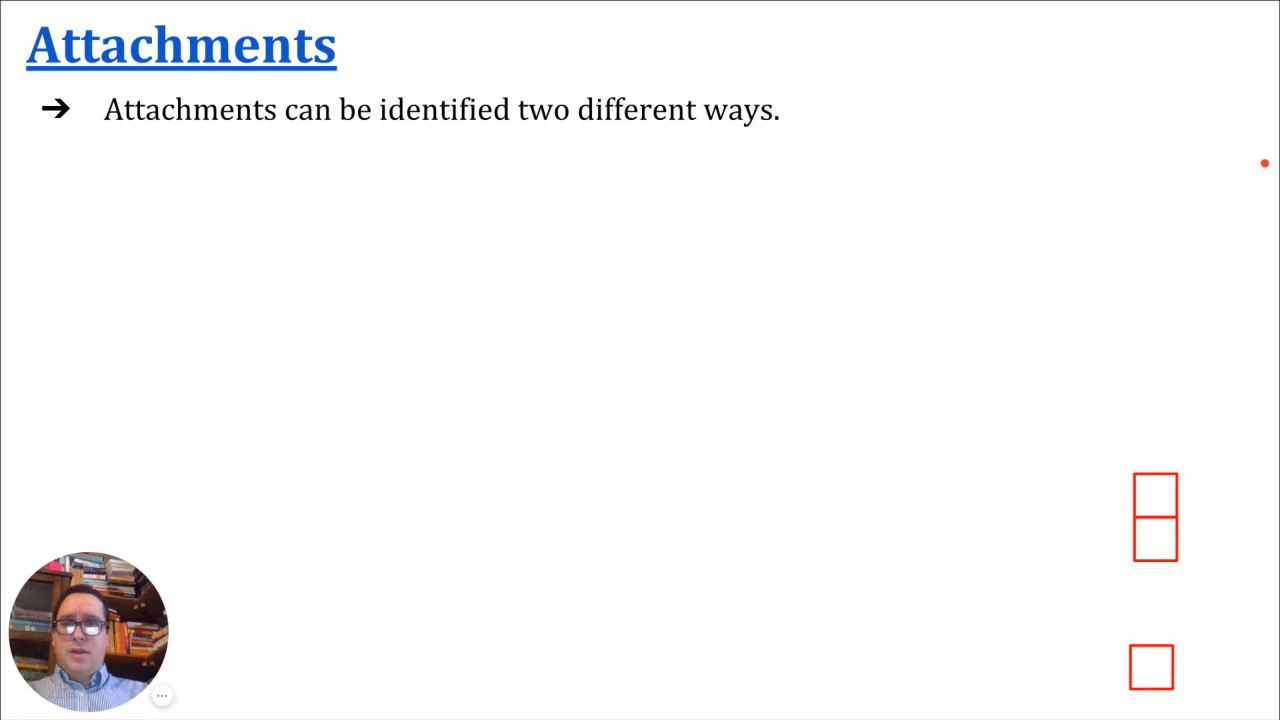 Attachments
➔ Attachments can be identified two different ways.